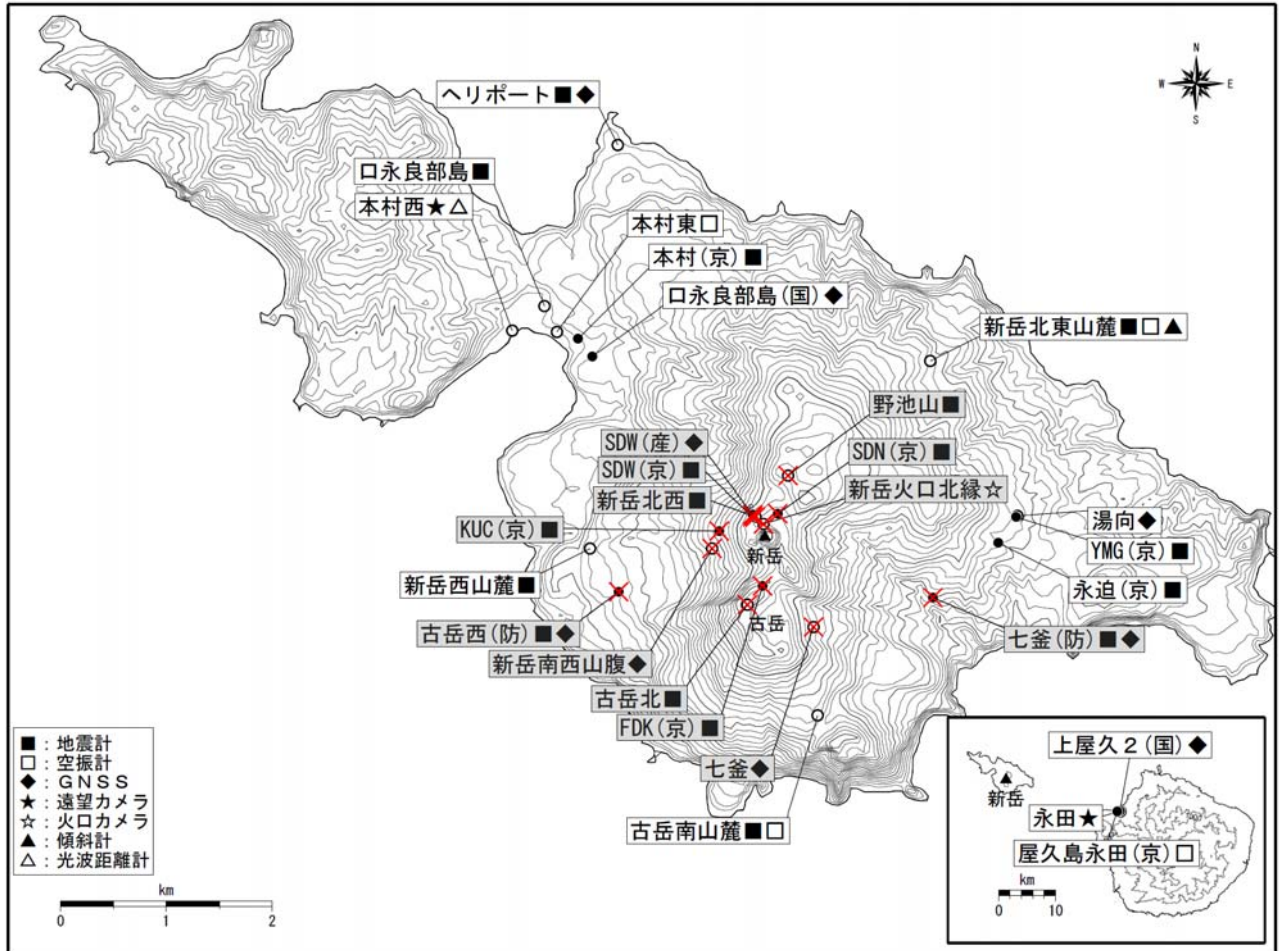 N
W E
S
ヘリポート■◆
口永良部島■
本村西★△
本村東□
本村(京)■
口永良部島(国)◆
新岳北東山麓■□▲
野池山■
SDW(産)◆
SDN(京)■
SDW(京)■
新岳火口北縁☆
新岳北西■
KUC(京)■
湯向◆
新岳
YMG(京)■
新岳西山麓■
永迫(京)■
古岳西(防)■◆
古岳
七釜(防)■◆
新岳南西山腹◆
古岳北■
FDK(京)■
七釜◆
古岳南山麓■□
■：地震計
□：空振計
◆：ＧＮＳＳ
★：遠望カメラ
☆：火口カメラ
▲：傾斜計
△：光波距離計
km
0 1 2
上屋久２(国)◆
新岳
永田★
屋久島永田(京)□
km
0 10